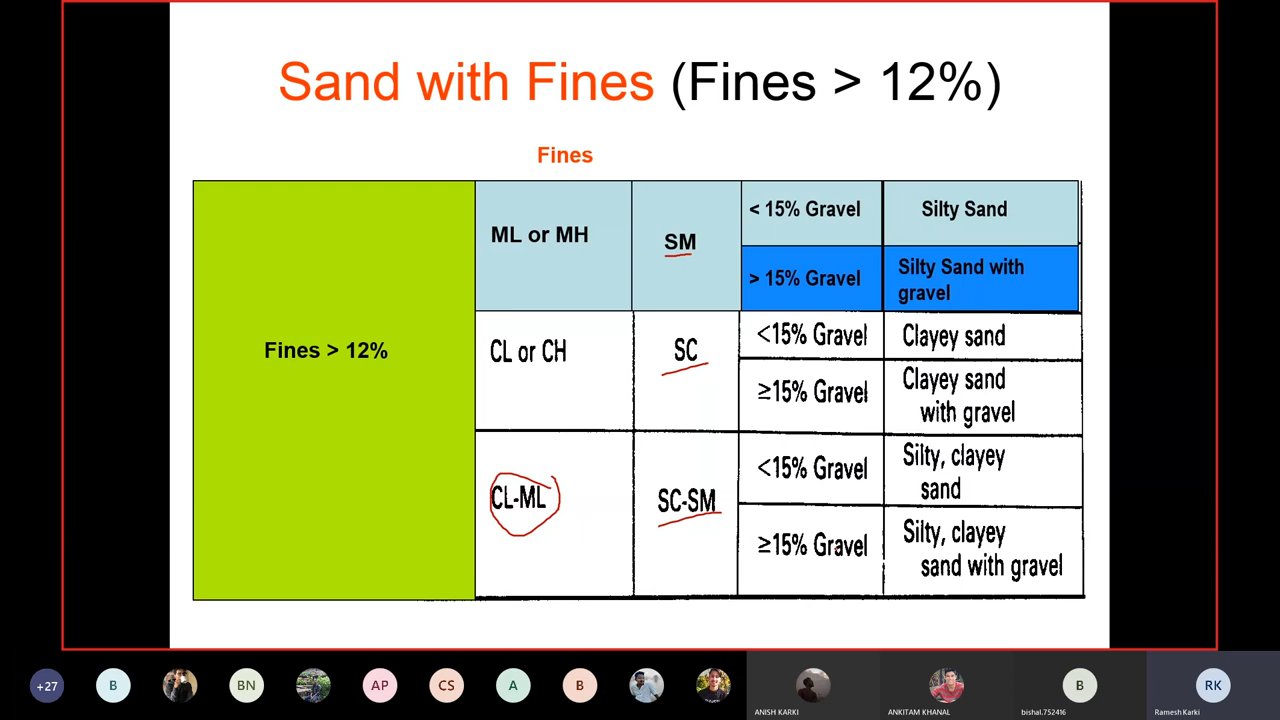 Sand with Fines (Fines > 12%)
Fines
Fines > 12%
ML or MH
SM
< 15% Gravel
Silty Sand
> 15% Gravel
Silty Sand with
gravel
CL or CH
SC
<15% Gravel
Clayey sand
≥15% Gravel
Clayey sand
with gravel
CL-ML
SC-SM
<15% Gravel
Silty, clayey
sand
≥15% Gravel
Silty, clayey
sand with gravel
+27
B
BN
AP
CS
A
B
B
RK
ANISH KARKI
ANKITAM KHANAL
bishal.752416
Ramesh Karki